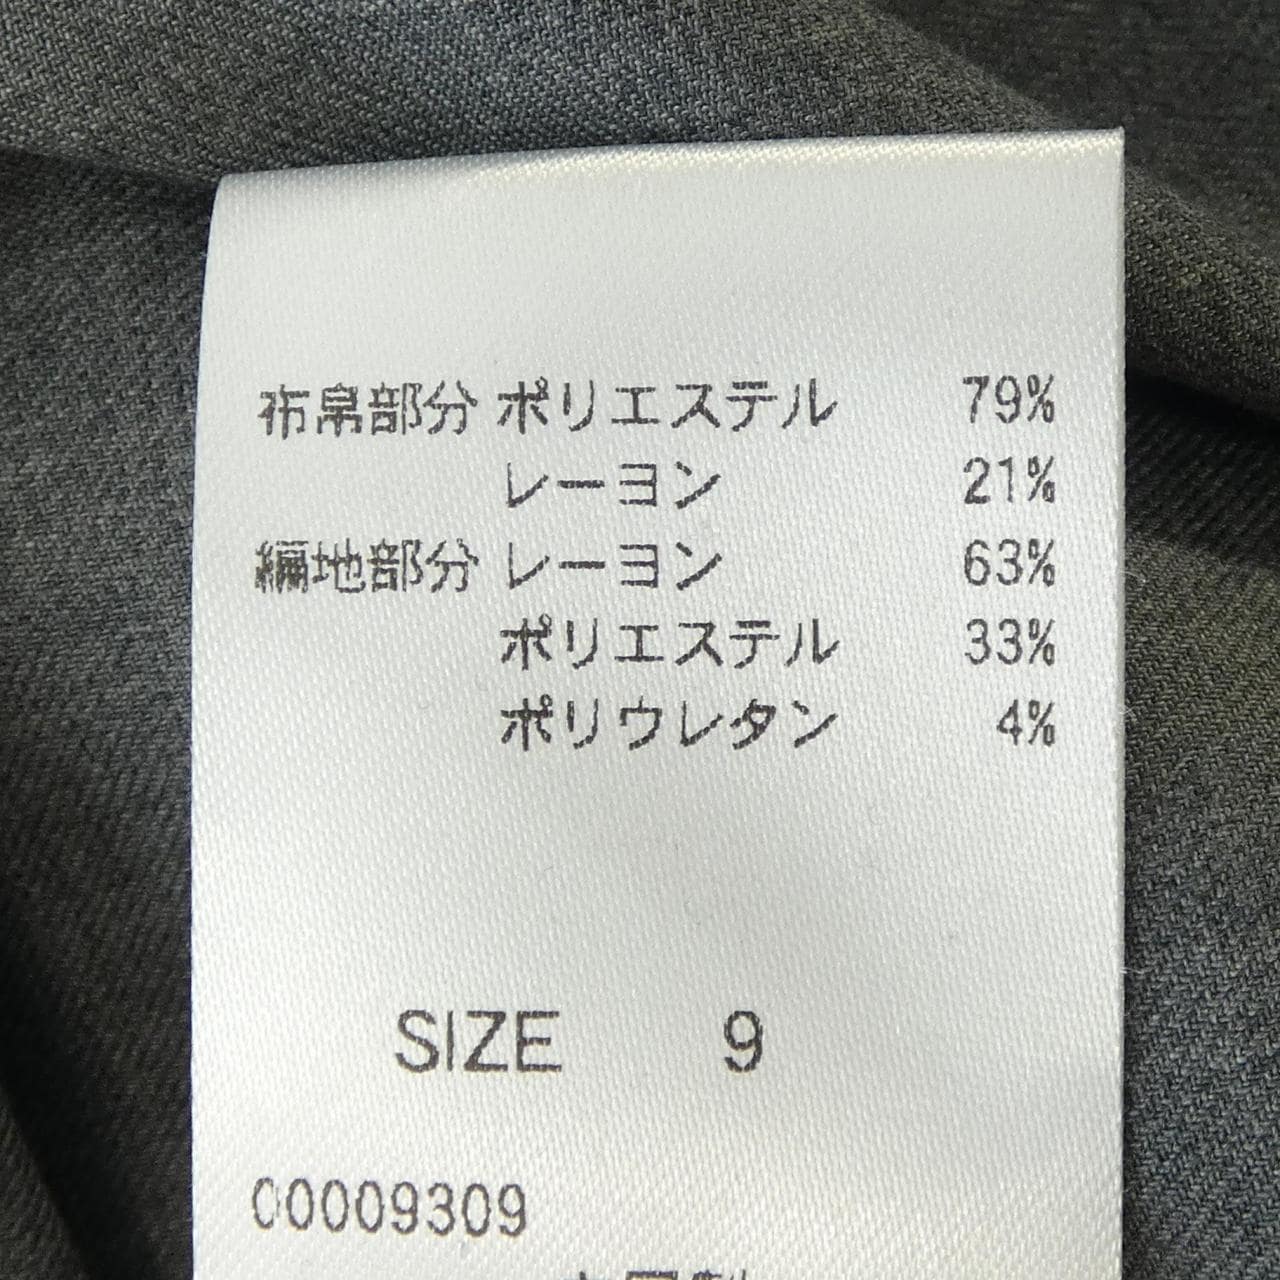 布帛部分 ポリエステル 79%
レーヨン 21%
編地部分 レーヨン 63%
ポリエステル 33%
ポリウレタン 4%
SIZE 9
00009309